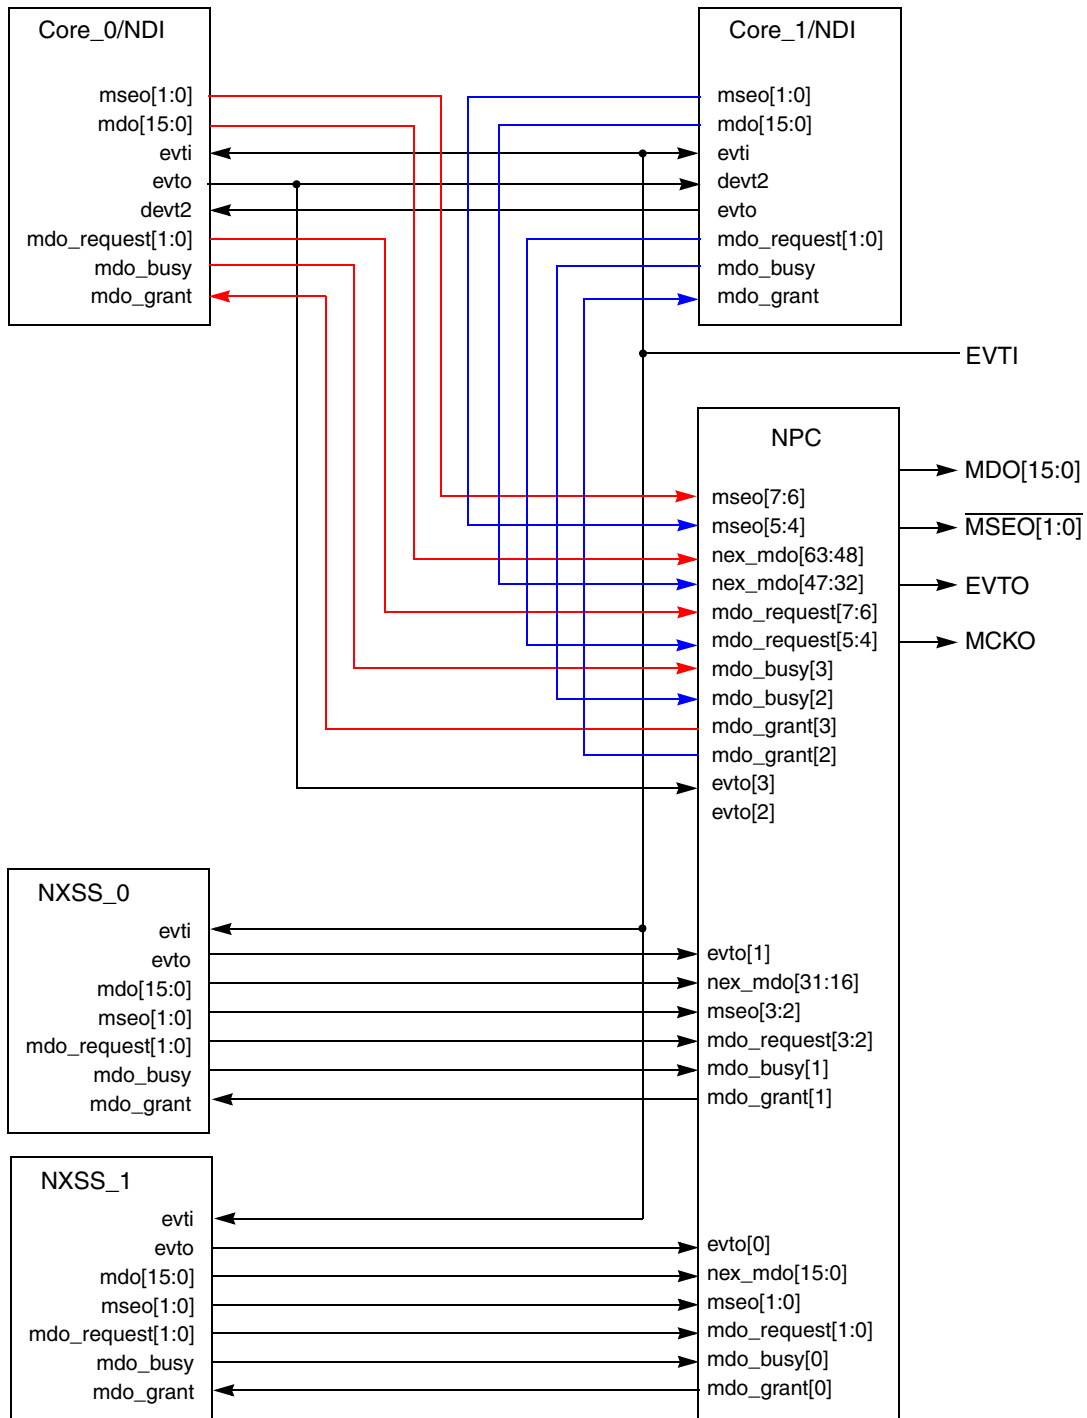 Core_0/NDI
mseo[1:0]
mdo[15:0]
evti
evto
devt2
mdo_request[1:0]
mdo_busy
mdo_grant
Core_1/NDI
mseo[1:0]
mdo[15:0]
evti
devt2
evto
mdo_request[1:0]
mdo_busy
mdo_grant
EVTI
NPC
mseo[7:6]
mseo[5:4]
nex_mdo[63:48]
nex_mdo[47:32]
mdo_request[7:6]
mdo_request[5:4]
mdo_busy[3]
mdo_busy[2]
mdo_grant[3]
mdo_grant[2]
evto[3]
evto[2]
MDO[15:0]
MSEO[1:0]
EVTO
MCKO
NXSS_0
evti
evto
mdo[15:0]
mseo[1:0]
mdo_request[1:0]
mdo_busy
mdo_grant
evto[1]
nex_mdo[31:16]
mseo[3:2]
mdo_request[3:2]
mdo_busy[1]
mdo_grant[1]
NXSS_1
evti
evto
mdo[15:0]
mseo[1:0]
mdo_request[1:0]
mdo_busy
mdo_grant
evto[0]
nex_mdo[15:0]
mseo[1:0]
mdo_request[1:0]
mdo_busy[0]
mdo_grant[0]